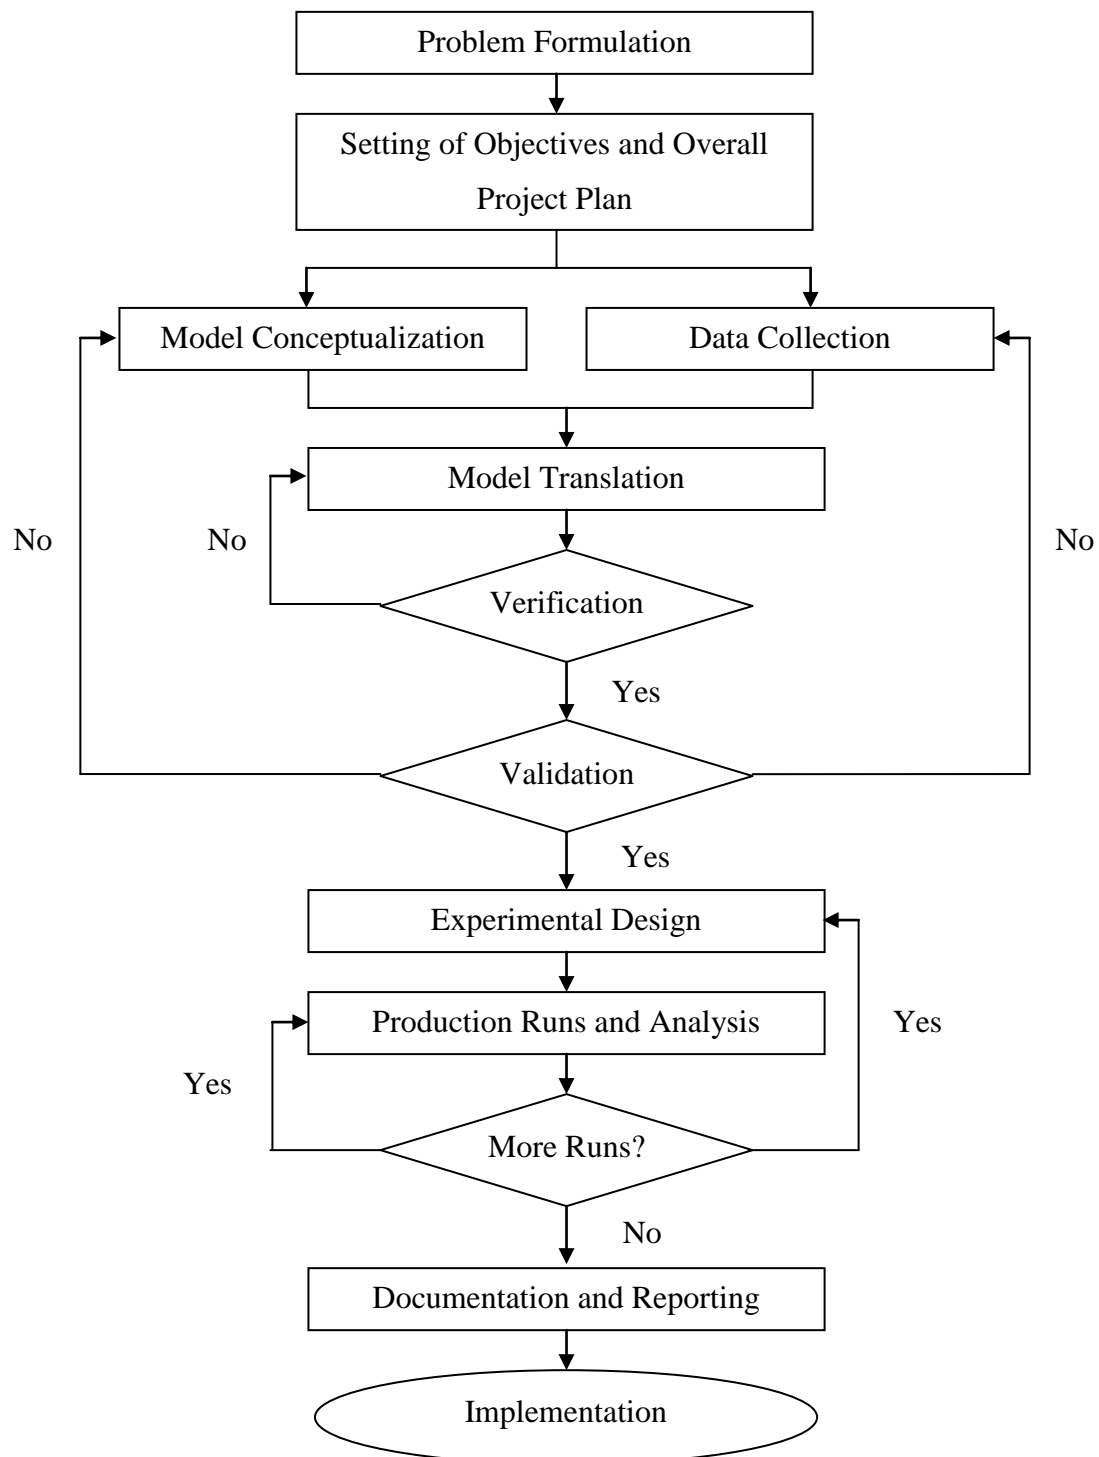 Problem Formulation
Setting of Objectives and Overall
Project Plan
Model Conceptualization
Data Collection
Model Translation
No
No
No
Verification
Yes
Validation
Yes
Experimental Design
Production Runs and Analysis
Yes
Yes
More Runs?
No
Documentation and Reporting
Implementation